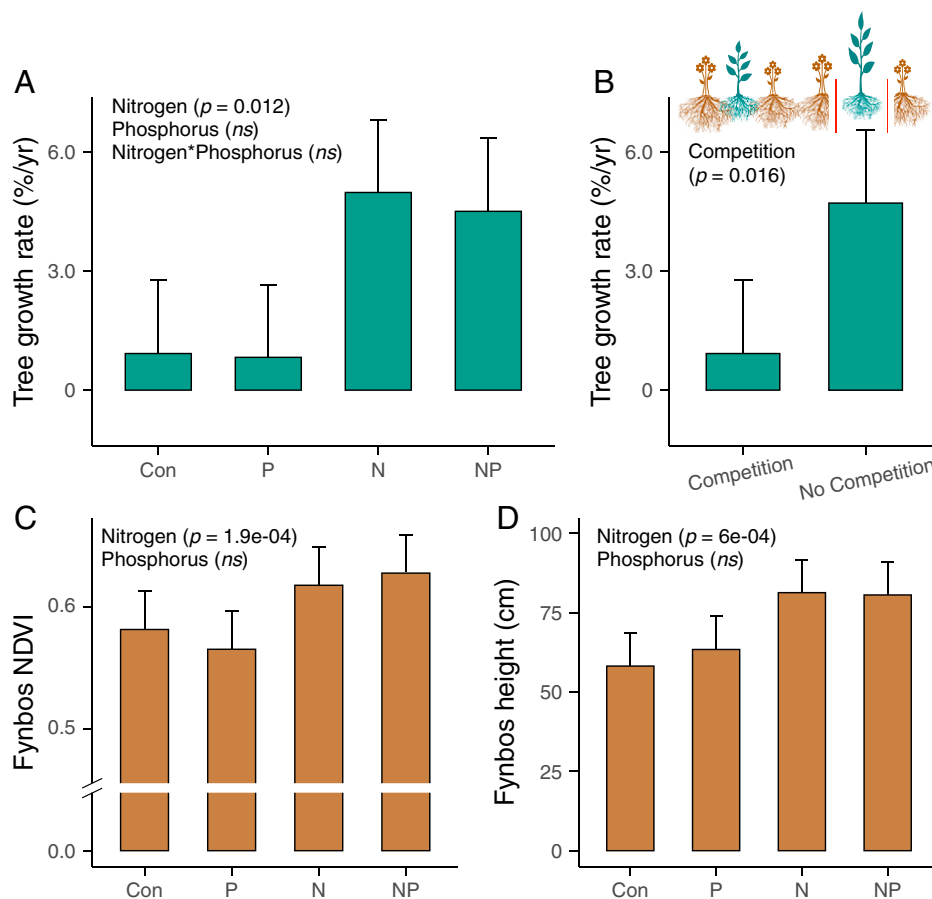 A
Nitrogen (p = 0.012)
Phosphorus (ns)
Nitrogen*Phosphorus (ns)
Tree growth rate (%/yr)
6.0
3.0
0
Con P N NP
B
Competition
(p = 0.016)
Tree growth rate (%/yr)
6.0
3.0
0
Competition No Competition
C
Nitrogen (p = 1.9e-04)
Phosphorus (ns)
Fynbos NDVI
0.6
0.5
0.0
Con P N NP
D
Nitrogen (p = 6e-04)
Phosphorus (ns)
Fynbos height (cm)
100
75
50
25
0
Con P N NP